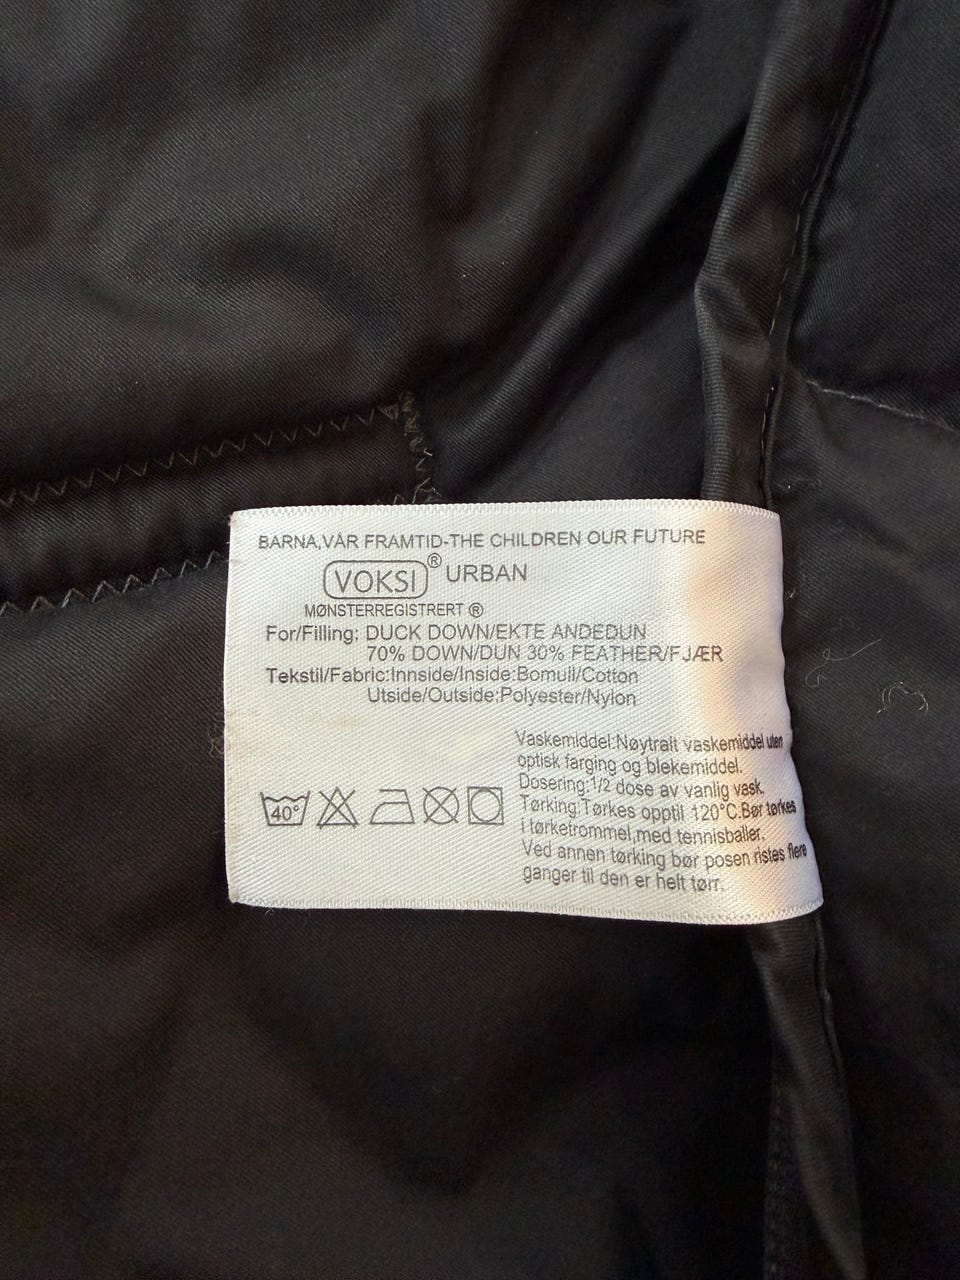 BARNA,VÅR FRAMTID-THE CHILDREN OUR FUTURE
VOKSI® URBAN
MØNSTERREGISTRERT ®
For/Filling: DUCK DOWN/EKTE ANDEDUN
70% DOWN/DUN 30% FEATHER/FJÆR
Tekstil/Fabric:Innside/Inside:Bomull/Cotton
Utside/Outside:Polyester/Nylon
Vaskemiddel:Nøytralt vaskemiddel uten
optisk farging og blekemiddel.
Dosering:1/2 dose av vanlig vask.
Tørking:Tørkes opptil 120°C.Bør tørkes
i tørketrommel,med tennisballer.
Ved annen tørking bør posen ristes flere
ganger til den er helt tørr.
40°